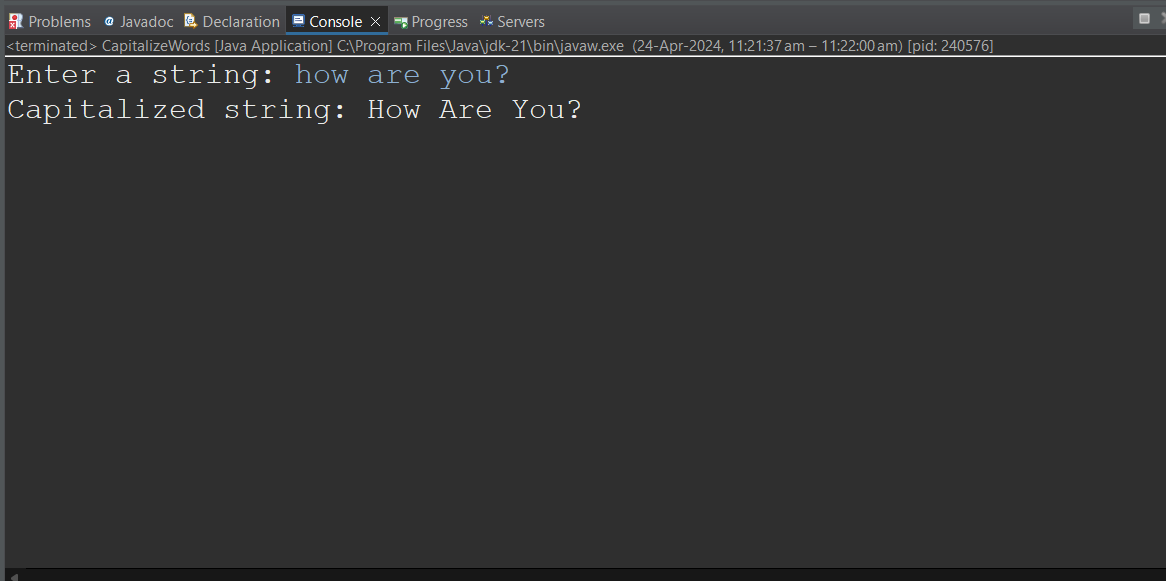 Problems Javadoc Declaration Console Progress Servers
<terminated> CapitalizeWords [Java Application] C:\Program Files\Java\jdk-21\bin\javaw.exe (24-Apr-2024, 11:21:37 am – 11:22:00 am) [pid: 240576]
Enter a string: how are you?
Capitalized string: How Are You?